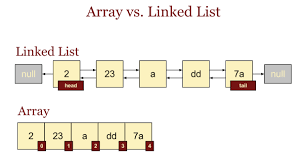 Array vs. Linked List
Linked List
null 2 23 a dd 7a null
head tail
Array
2 23 a dd 7a
0 1 2 3 4